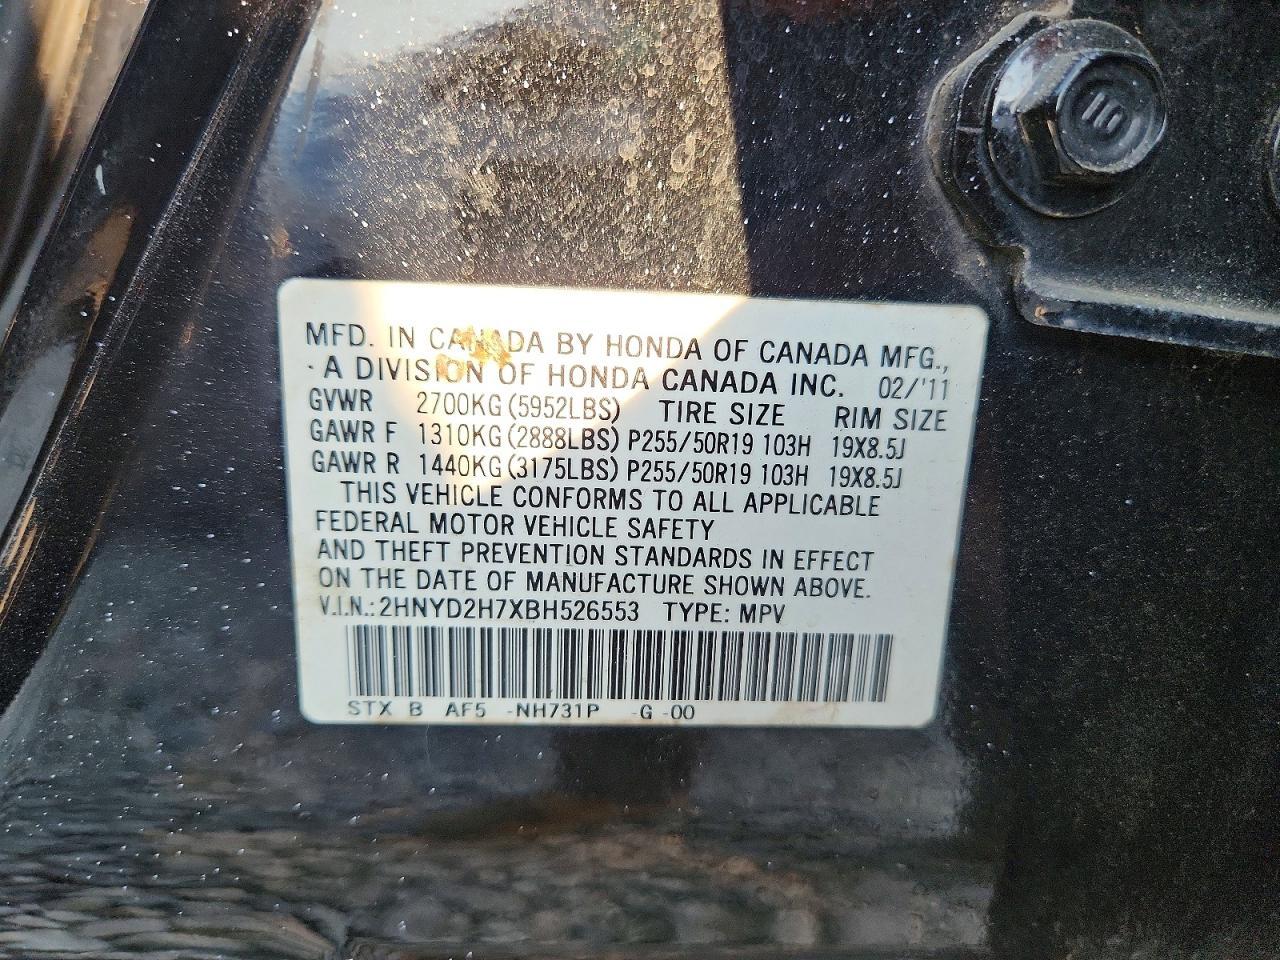 MFD. IN CANADA BY HONDA OF CANADA MFG.,
A DIVISION OF HONDA CANADA INC. 02/'11
GVWR 2700KG (5952LBS) TIRE SIZE RIM SIZE
GAWR F 1310KG (2888LBS) P255/50R19 103H 19X8.5J
GAWR R 1440KG (3175LBS) P255/50R19 103H 19X8.5J
THIS VEHICLE CONFORMS TO ALL APPLICABLE
FEDERAL MOTOR VEHICLE SAFETY
AND THEFT PREVENTION STANDARDS IN EFFECT
ON THE DATE OF MANUFACTURE SHOWN ABOVE.
V.I.N.: 2HNYD2H7XBH526553 TYPE: MPV
STX B AF5 -NH731P -G -00